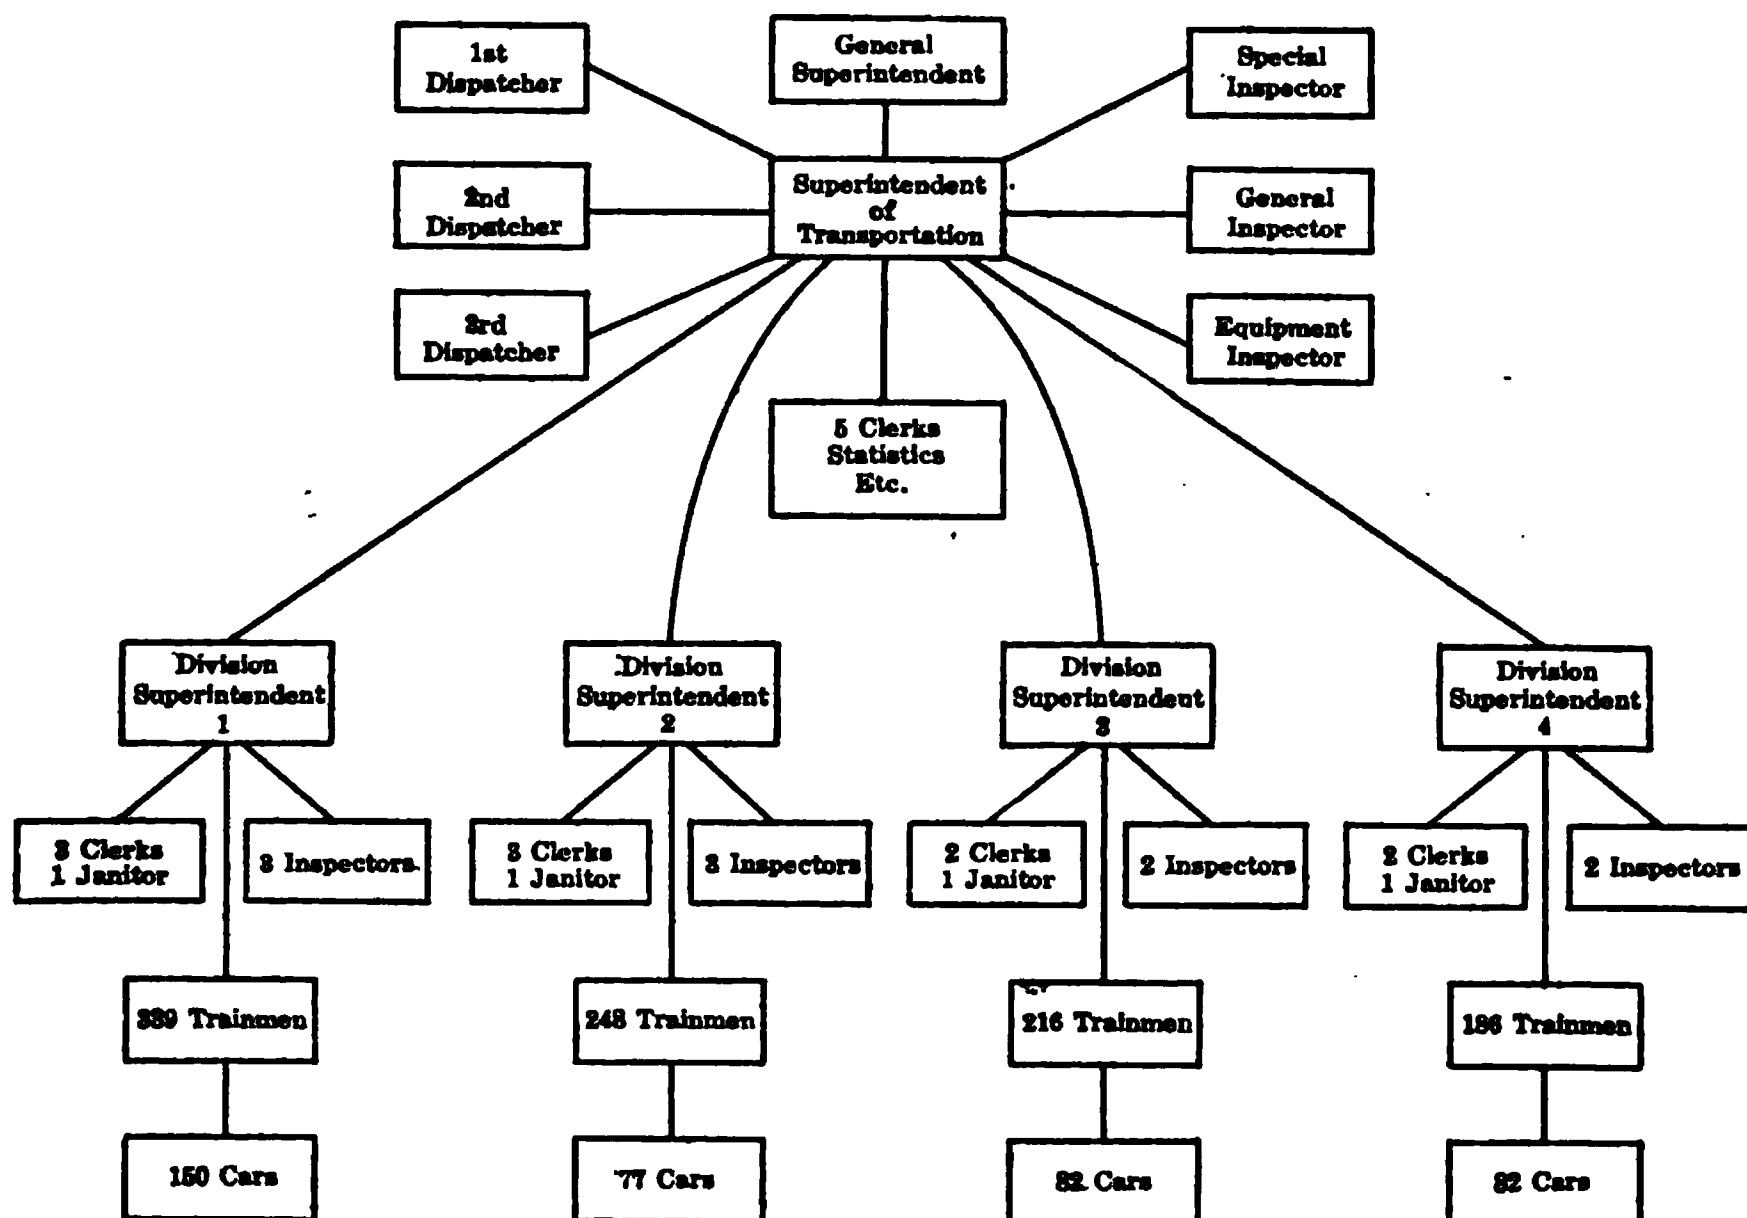 1st
Dispatcher
General
Superintendent
Special
Inspector
2nd
Dispatcher
Superintendent
of
Transportation
General
Inspector
3rd
Dispatcher
Equipment
Inspector
5 Clerks
Statistics
Etc.
Division
Superintendent
1
Division
Superintendent
2
Division
Superintendent
3
Division
Superintendent
4
3 Clerks
1 Janitor
3 Inspectors
3 Clerks
1 Janitor
3 Inspectors
2 Clerks
1 Janitor
2 Inspectors
2 Clerks
1 Janitor
2 Inspectors
Trainmen
248 Trainmen
216 Trainmen
186 Trainmen
150 Cars
77 Cars
Cars
Cars